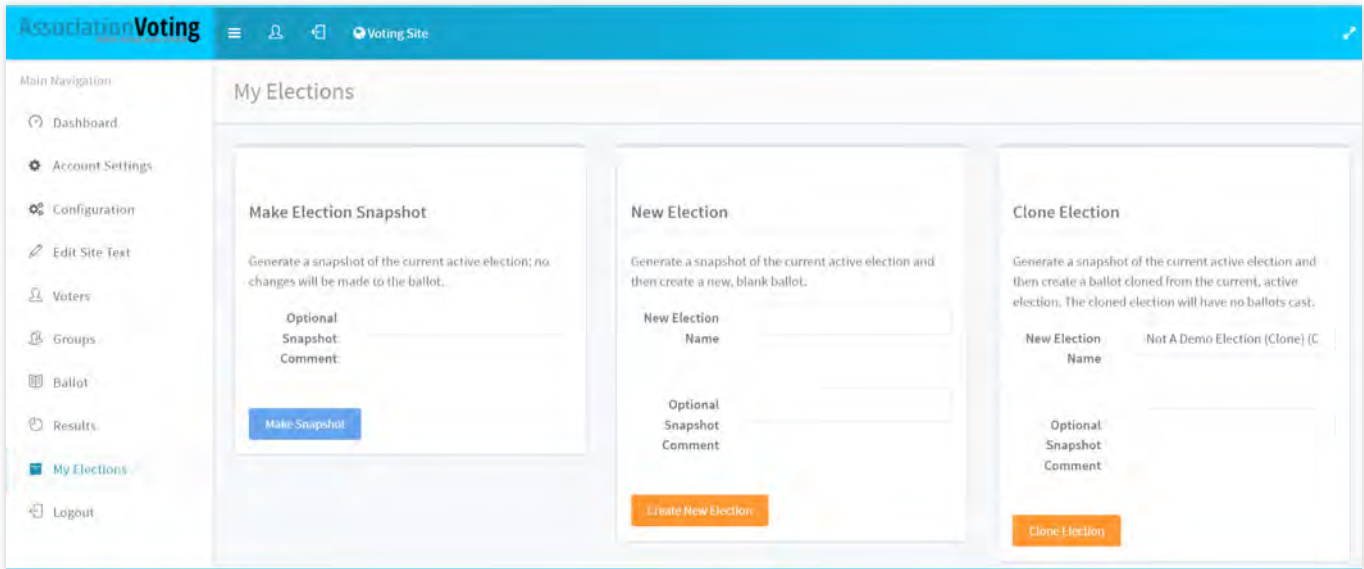 AssociationVoting
Voting Site
Main Navigation
Dashboard
Account Settings
Configuration
Edit Site Text
Voters
Groups
Ballot
Results
My Elections
Logout
My Elections
Make Election Snapshot
Generate a snapshot of the current active election; no
changes will be made to the ballot.
Optional
Snapshot
Comment
Make Snapshot
New Election
Generate a snapshot of the current active election and
then create a new, blank ballot.
New Election
Name
Optional
Snapshot
Comment
Create New Election
Clone Election
Generate a snapshot of the current active election and
then create a ballot cloned from the current, active
election. The cloned election will have no ballots cast.
New Election
Name
Not A Demo Election (Clone) (C
Optional
Snapshot
Comment
Clone Election